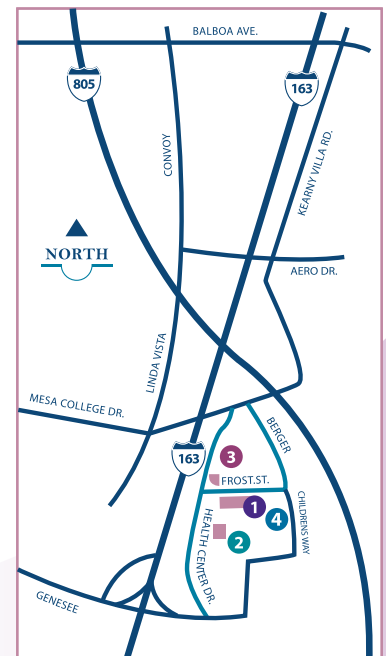 BALBOA AVE.
805
163
CONVOY
KEARNY VILLA RD.
NORTH
AERO DR.
LINDA VISTA
MESA COLLEGE DR.
BERGER
163
3
FROST.ST.
1
CHILDRENS WAY
4
HEALTH CENTER DR.
2
GENESEE